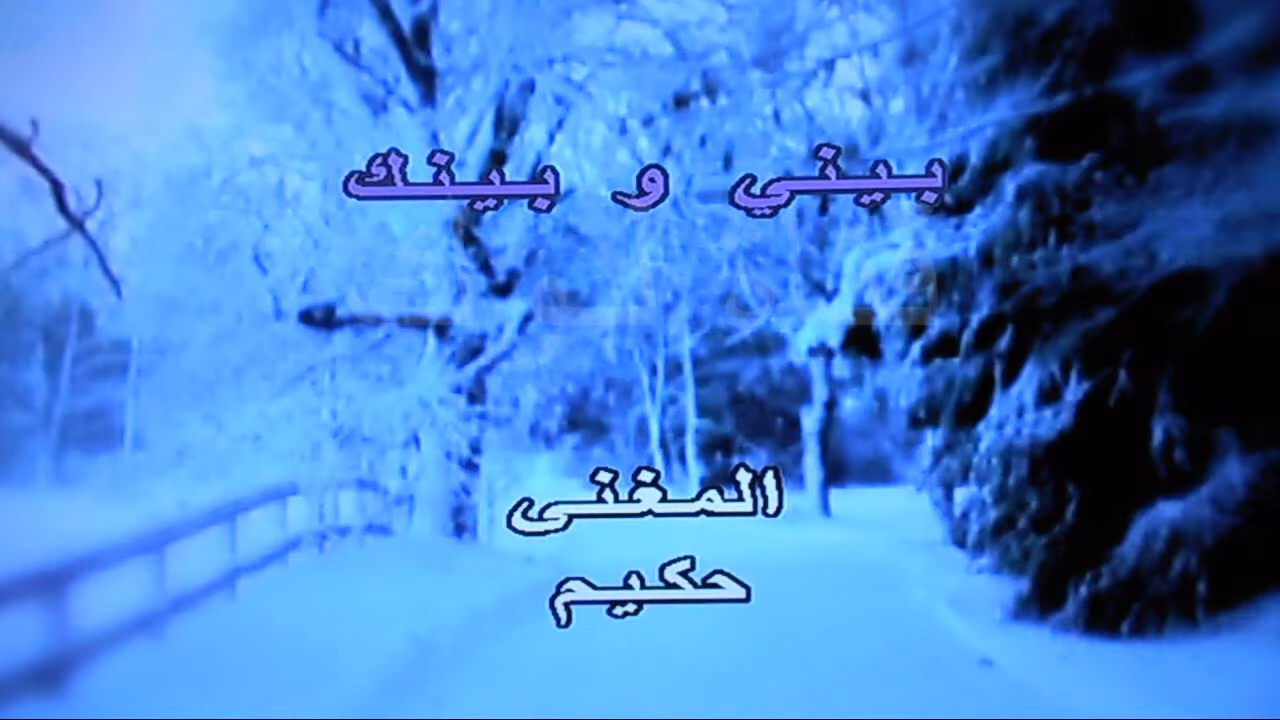 بيني و بينك
المغنى
حكيم